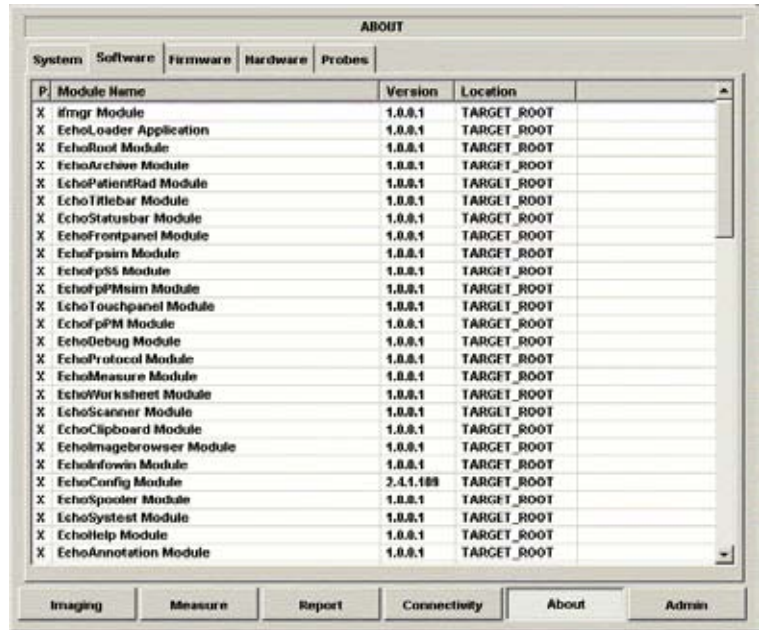 ABOUT
System Software Firmware Hardware Probes
P. Module Name Version Location
X ifmgr Module 1.0.0.1 TARGET_ROOT
X EchoLoader Application 1.0.0.1 TARGET_ROOT
X EchoRoot Module 1.0.0.1 TARGET_ROOT
X EchoArchive Module 1.0.0.1 TARGET_ROOT
X EchoPatientRad Module 1.0.0.1 TARGET_ROOT
X EchoTitlebar Module 1.0.0.1 TARGET_ROOT
X EchoStatusbar Module 1.0.0.1 TARGET_ROOT
X EchoFrontpanel Module 1.0.0.1 TARGET_ROOT
X EchoFpsim Module 1.0.0.1 TARGET_ROOT
X EchoFpS5 Module 1.0.0.1 TARGET_ROOT
X EchoFpPMsim Module 1.0.0.1 TARGET_ROOT
X EchoTouchpanel Module 1.0.0.1 TARGET_ROOT
X EchoFpPM Module 1.0.0.1 TARGET_ROOT
X EchoDebug Module 1.0.0.1 TARGET_ROOT
X EchoProtocol Module 1.0.0.1 TARGET_ROOT
X EchoMeasure Module 1.0.0.1 TARGET_ROOT
X EchoWorksheet Module 1.0.0.1 TARGET_ROOT
X EchoScanner Module 1.0.0.1 TARGET_ROOT
X EchoClipboard Module 1.0.0.1 TARGET_ROOT
X EchoImagebrowser Module 1.0.0.1 TARGET_ROOT
X EchoInfowin Module 1.0.0.1 TARGET_ROOT
X EchoConfig Module 2.4.1.189 TARGET_ROOT
X EchoSpooler Module 1.0.0.1 TARGET_ROOT
X EchoSystest Module 1.0.0.1 TARGET_ROOT
X EchoHelp Module 1.0.0.1 TARGET_ROOT
X EchoAnnotation Module 1.0.0.1 TARGET_ROOT
Imaging Measure Report Connectivity About Admin